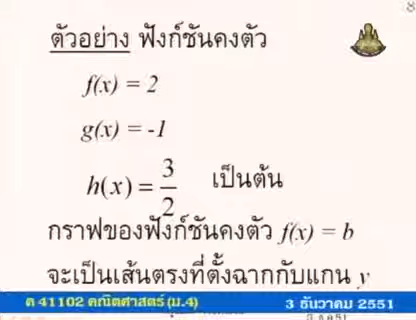 8
ตัวอย่าง ฟังก์ชันคงตัว
f(x) = 2
g(x) = -1
h(x) = 3/2 เป็นต้น
กราฟของฟังก์ชันคงตัว f(x) = b
จะเป็นเส้นตรงที่ตั้งฉากกับแกน y
ค 41102 คณิตศาสตร์ (ม.4) 3 ธันวาคม 2551